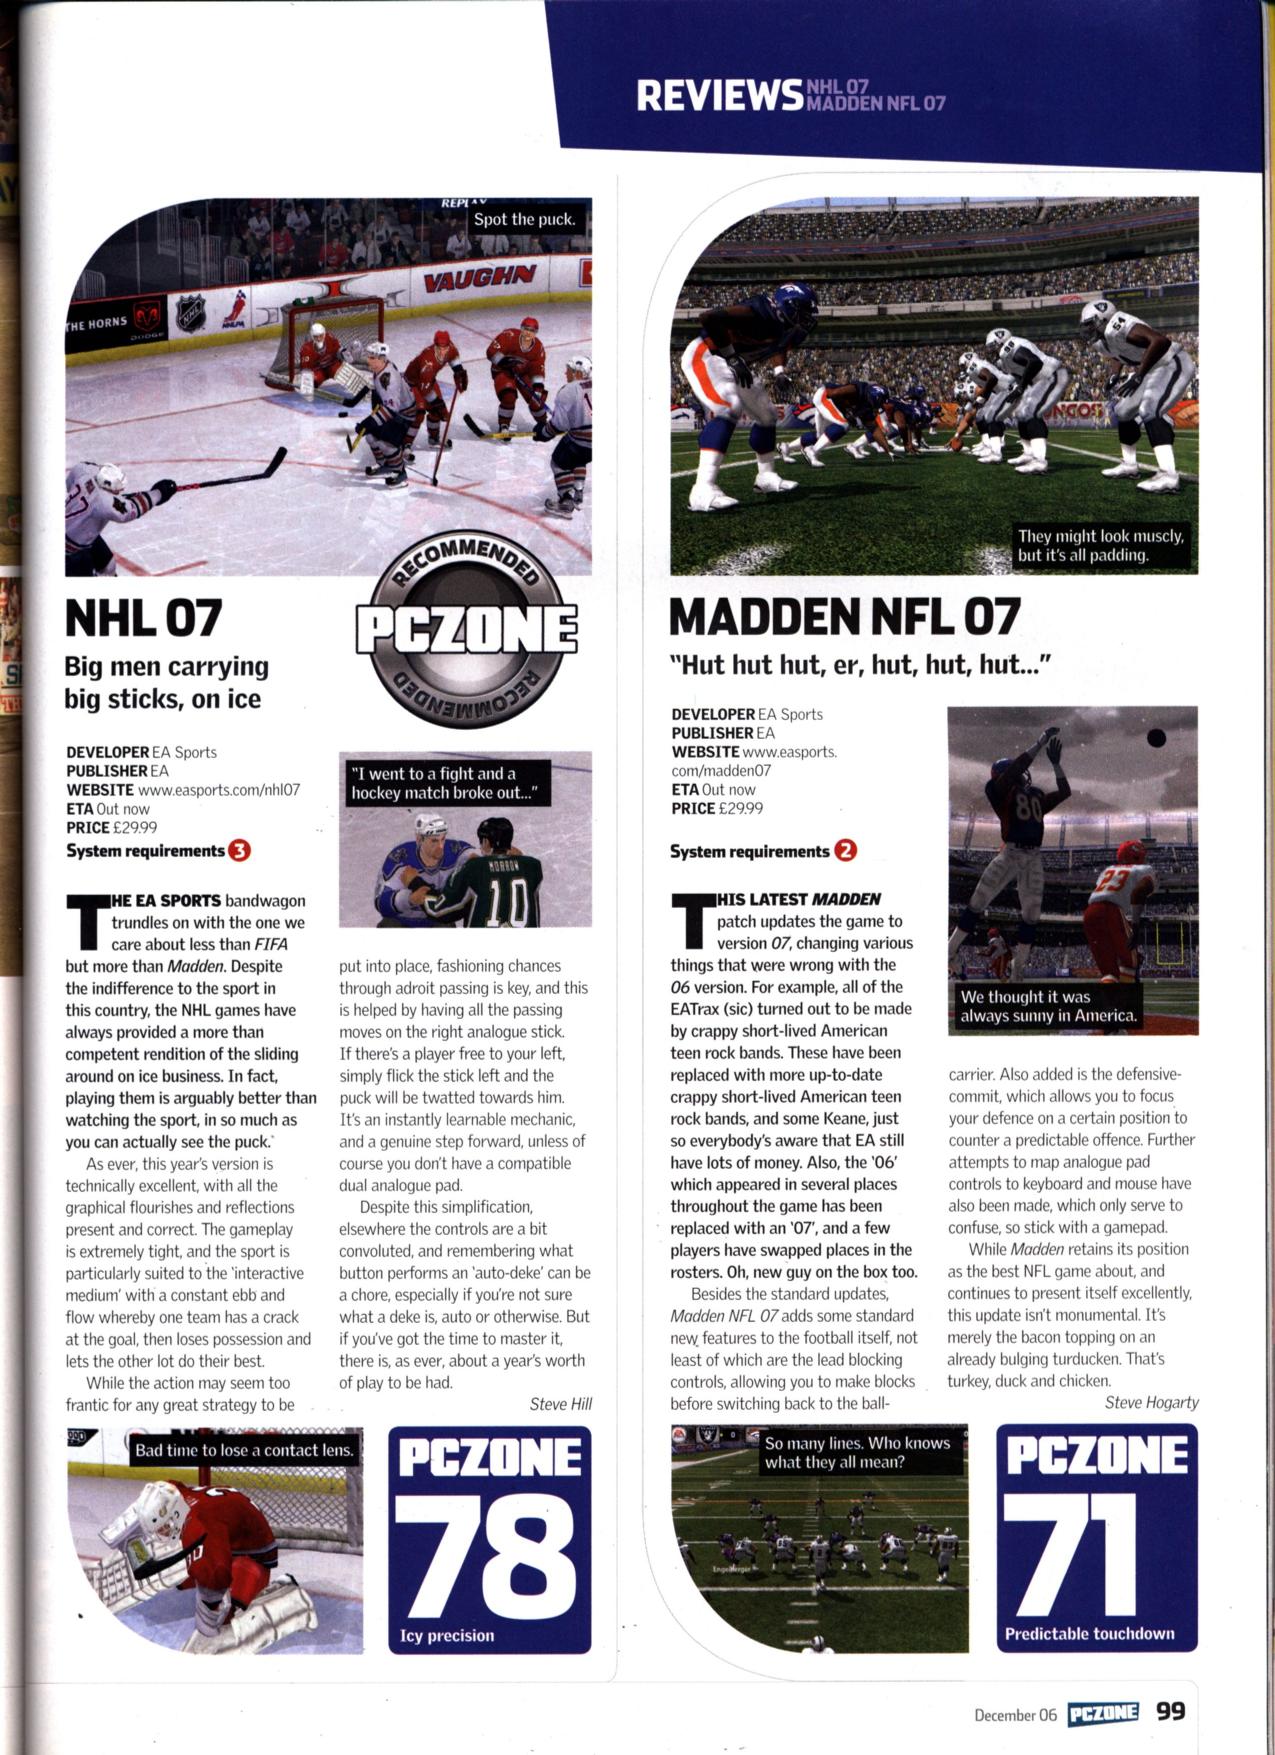 REVIEWS NHL 07
MADDEN NFL 07
REPLAY
Spot the puck.
VAUGHN
THE HORNS
DODGE
NHL
NHLPA
37
RECOMMENDED
PCZONE
RECOMMENDED
NHL 07
Big men carrying
big sticks, on ice
DEVELOPER EA Sports
PUBLISHER EA
WEBSITE www.easports.com/nhl07
ETA Out now
PRICE £29.99
System requirements 3
"I went to a fight and a
hockey match broke out..."
MORROW
10
THE EA SPORTS bandwagon
trundles on with the one we
care about less than FIFA
but more than Madden. Despite
the indifference to the sport in
this country, the NHL games have
always provided a more than
competent rendition of the sliding
around on ice business. In fact,
playing them is arguably better than
watching the sport, in so much as
you can actually see the puck.
As ever, this year's version is
technically excellent, with all the
graphical flourishes and reflections
present and correct. The gameplay
is extremely tight, and the sport is
particularly suited to the 'interactive
medium' with a constant ebb and
flow whereby one team has a crack
at the goal, then loses possession and
lets the other lot do their best.
While the action may seem too
frantic for any great strategy to be
put into place, fashioning chances
through adroit passing is key, and this
is helped by having all the passing
moves on the right analogue stick.
If there's a player free to your left,
simply flick the stick left and the
puck will be twatted towards him.
It's an instantly learnable mechanic,
and a genuine step forward, unless of
course you don't have a compatible
dual analogue pad.
Despite this simplification,
elsewhere the controls are a bit
convoluted, and remembering what
button performs an 'auto-deke' can be
a chore, especially if you're not sure
what a deke is, auto or otherwise. But
if you've got the time to master it,
there is, as ever, about a year's worth
of play to be had.
Steve Hill
Bad time to lose a contact lens.
PCZONE
78
Icy precision
54
They might look muscly,
but it's all padding.
MADDEN NFL 07
"Hut hut hut, er, hut, hut, hut..."
DEVELOPER EA Sports
PUBLISHER EA
WEBSITE www.easports.
com/madden07
ETA Out now
PRICE £29.99
System requirements 2
80
23
We thought it was
always sunny in America.
THIS LATEST MADDEN
patch updates the game to
version 07, changing various
things that were wrong with the
06 version. For example, all of the
EATrax (sic) turned out to be made
by crappy short-lived American
teen rock bands. These have been
replaced with more up-to-date
crappy short-lived American teen
rock bands, and some Keane, just
so everybody's aware that EA still
have lots of money. Also, the '06'
which appeared in several places
throughout the game has been
replaced with an '07', and a few
players have swapped places in the
rosters. Oh, new guy on the box too.
Besides the standard updates,
Madden NFL 07 adds some standard
new features to the football itself, not
least of which are the lead blocking
controls, allowing you to make blocks
before switching back to the ball-
carrier. Also added is the defensive-
commit, which allows you to focus
your defence on a certain position to
counter a predictable offence. Further
attempts to map analogue pad
controls to keyboard and mouse have
also been made, which only serve to
confuse, so stick with a gamepad.
While Madden retains its position
as the best NFL game about, and
continues to present itself excellently,
this update isn't monumental. It's
merely the bacon topping on an
already bulging turducken. That's
turkey, duck and chicken.
Steve Hogarty
So many lines. Who knows
what they all mean?
PCZONE
71
Predictable touchdown
December 06 PCZONE 99